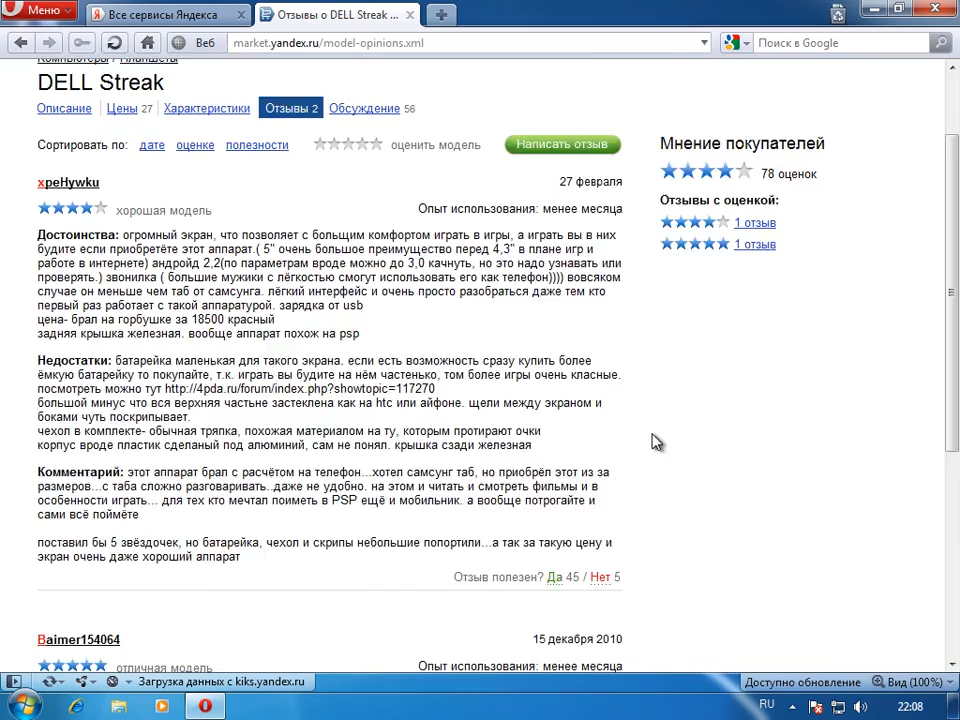 Меню
Все сервисы Яндекса
Отзывы о DELL Streak ...
Веб
market.yandex.ru/model-opinions.xml
Поиск в Google
Компьютеры / Планшеты
DELL Streak
Описание Цены 27 Характеристики Отзывы 2 Обсуждение 56
Сортировать по: дате оценке полезности оценить модель Написать отзыв
Мнение покупателей
78 оценок
Отзывы с оценкой:
1 отзыв
1 отзыв
xpeHywku 27 февраля
хорошая модель Опыт использования: менее месяца
Достоинства: огромный экран, что позволяет с больщим комфортом играть в игры, а играть вы в них
будите если приобретёте этот аппарат.( 5" очень большое преимущество перед 4,3" в плане игр и
работе в интернете) андройд 2,2(по параметрам вроде можно до 3,0 качнуть, но это надо узнавать или
проверять.) звонилка ( большие мужики с лёгкостью смогут использовать его как телефон)))) вовсяком
случае он меньше чем таб от самсунга. лёгкий интерфейс и очень просто разобраться даже тем кто
первый раз работает с такой аппаратурой. зарядка от usb
цена- брал на горбушке за 18500 красный
задняя крышка железная. вообще аппарат похож на psp
Недостатки: батарейка маленькая для такого экрана. если есть возможность сразу купить более
ёмкую батарейку то покупайте, т.к. играть вы будите на нём частенько, том более игры очень класные.
посмотреть можно тут http://4pda.ru/forum/index.php?showtopic=117270
большой минус что вся верхняя частьне застеклена как на htc или айфоне. щели между экраном и
боками чуть поскрипывает.
чехол в комплекте- обычная тряпка, похожая материалом на ту, которым протирают очки
корпус вроде пластик сделаный под алюминий, сам не понял. крышка сзади железная
Комментарий: этот аппарат брал с расчётом на телефон...хотел самсунг таб, но приобрёл этот из за
размеров...с таба сложно разговаривать..даже не удобно. на этом и читать и смотреть фильмы и в
особенности играть... для тех кто мечтал поиметь в PSP ещё и мобильник. а вообще потрогайте и
сами всё поймёте
поставил бы 5 звёздочек, но батарейка, чехол и скрипы небольшие попортили...а так за такую цену и
экран очень даже хороший аппарат
Отзыв полезен? Да 45 / Нет 5
Baimer154064 15 декабря 2010
отличная модель Опыт использования: менее месяца
Загрузка данных с kiks.yandex.ru
Доступно обновление
Вид (100%)
RU
22:08